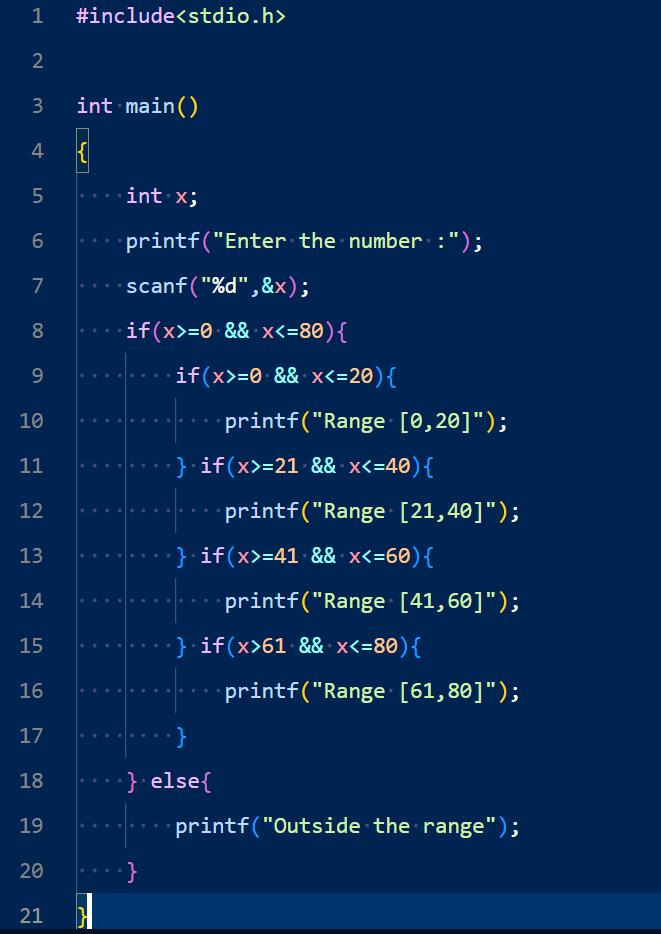 1 #include<stdio.h>
2
3 int main()
4 {
5     int x;
6     printf("Enter the number :");
7     scanf("%d",&x);
8     if(x>=0 && x<=80){
9         if(x>=0 && x<=20){
10             printf("Range [0,20]");
11         } if(x>=21 && x<=40){
12             printf("Range [21,40]");
13         } if(x>=41 && x<=60){
14             printf("Range [41,60]");
15         } if(x>61 && x<=80){
16             printf("Range [61,80]");
17         }
18     } else{
19         printf("Outside the range");
20     }
21 }